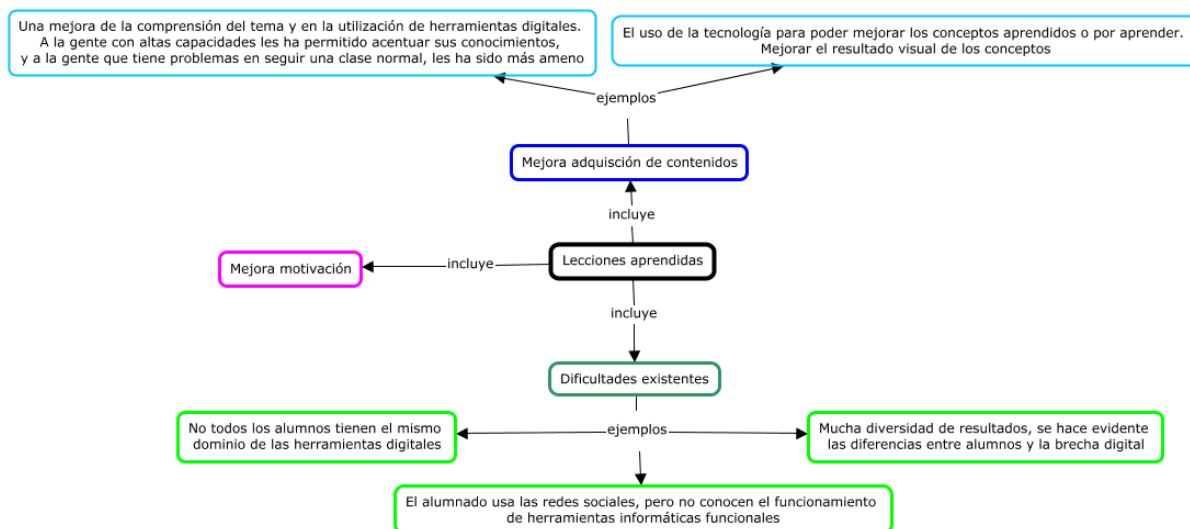 Una mejora de la comprensión del tema y en la utilización de herramientas digitales.
A la gente con altas capacidades les ha permitido acentuar sus conocimientos,
y a la gente que tiene problemas en seguir una clase normal, les ha sido más ameno
El uso de la tecnología para poder mejorar los conceptos aprendidos o por aprender.
Mejorar el resultado visual de los conceptos
ejemplos
Mejora adquisción de contenidos
incluye
Mejora motivación
incluye
Lecciones aprendidas
incluye
Dificultades existentes
No todos los alumnos tienen el mismo
dominio de las herramientas digitales
ejemplos
Mucha diversidad de resultados, se hace evidente
las diferencias entre alumnos y la brecha digital
El alumnado usa las redes sociales, pero no conocen el funcionamiento
de herramientas informáticas funcionales